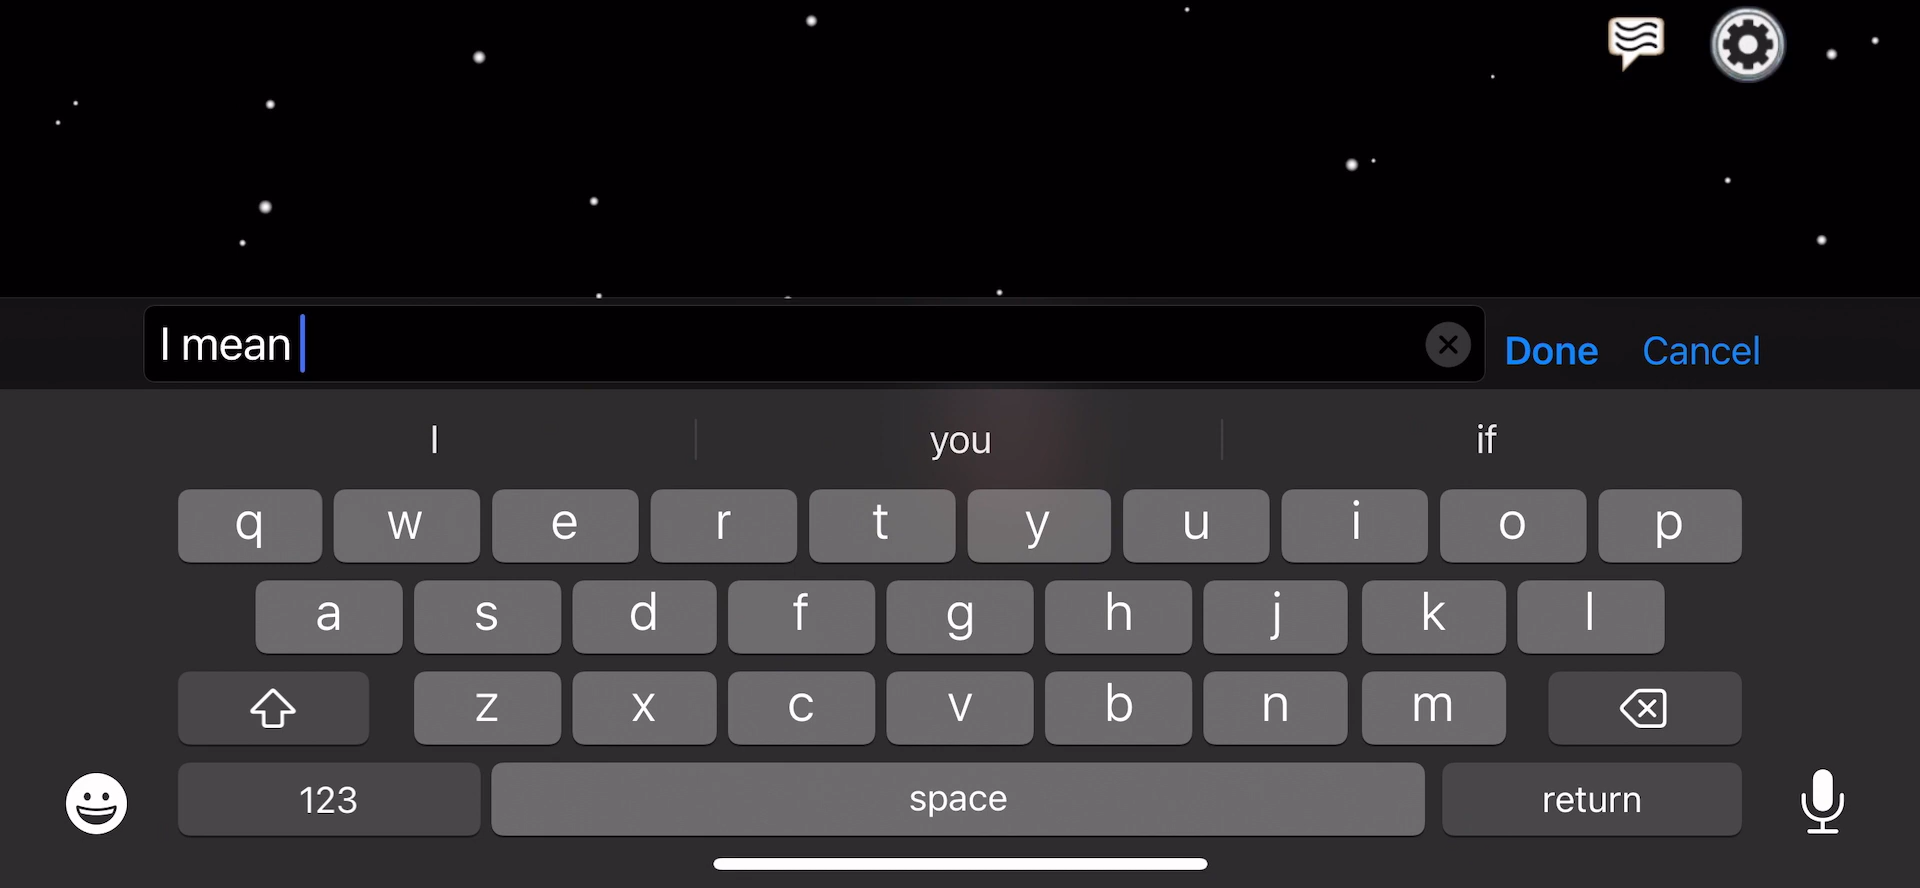 I mean
Done Cancel
I you if
q w e r t y u i o p
a s d f g h j k l
z x c v b n m
123 space return